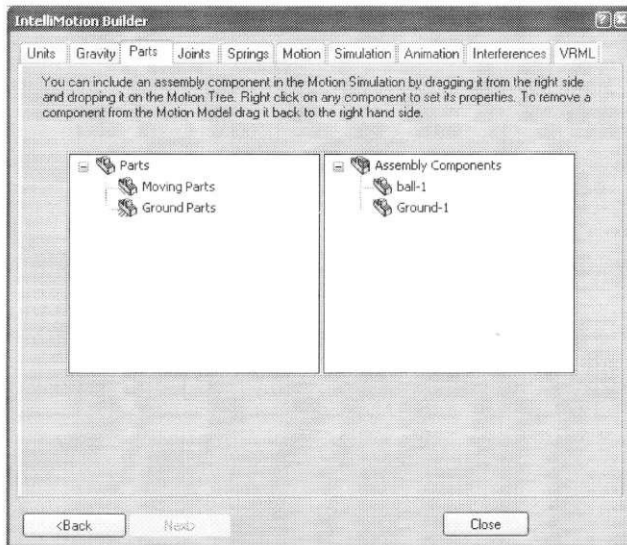 IntelliMotion Builder
Units Gravity Parts Joints Springs Motion Simulation Animation Interferences VRML
You can include an assembly component in the Motion Simulation by dragging it from the right side
and dropping it on the Motion Tree. Right click on any component to set its properties. To remove a
component from the Motion Model drag it back to the right hand side.
Parts
Moving Parts
Ground Parts
Assembly Components
ball-1
Ground-1
<Back Next> Close